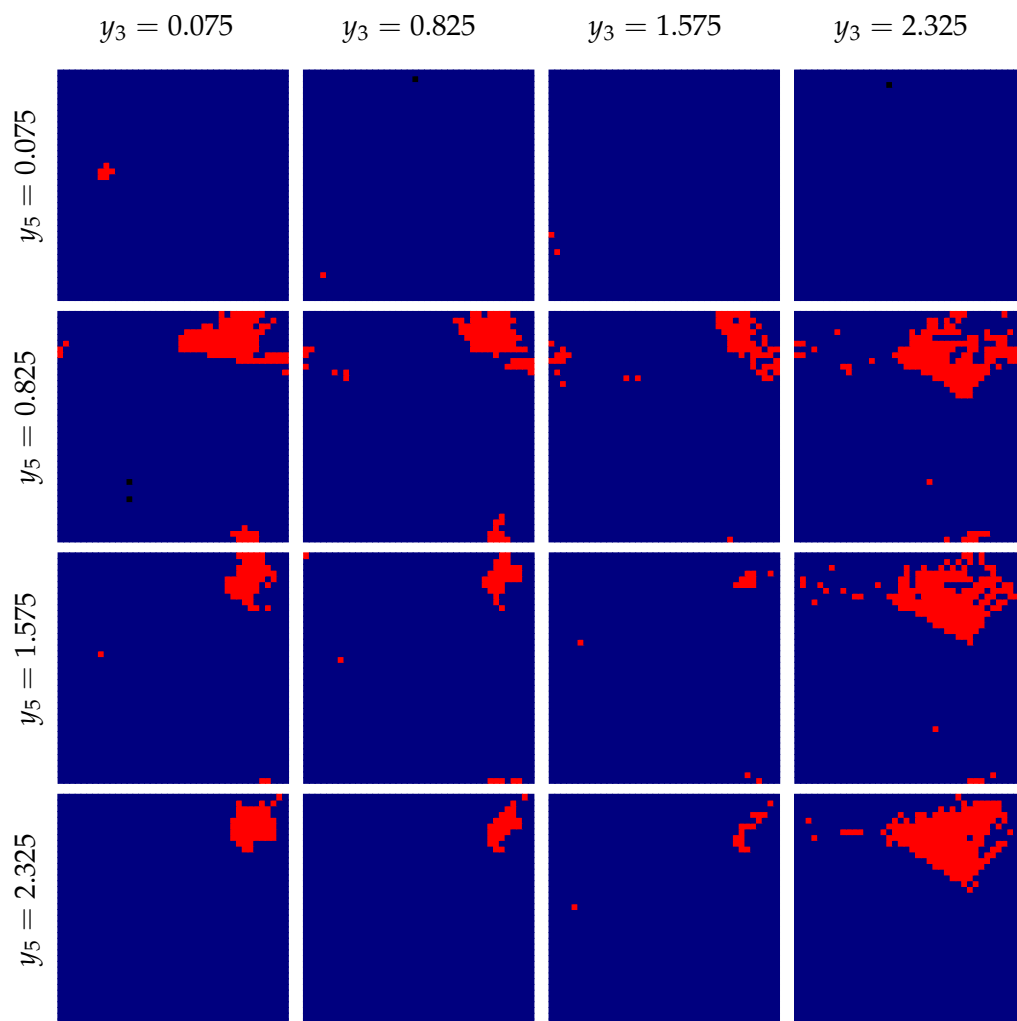 y₃ = 0.075
y₃ = 0.825
y₃ = 1.575
y₃ = 2.325
y₅ = 0.075
y₅ = 0.825
y₅ = 1.575
y₅ = 2.325